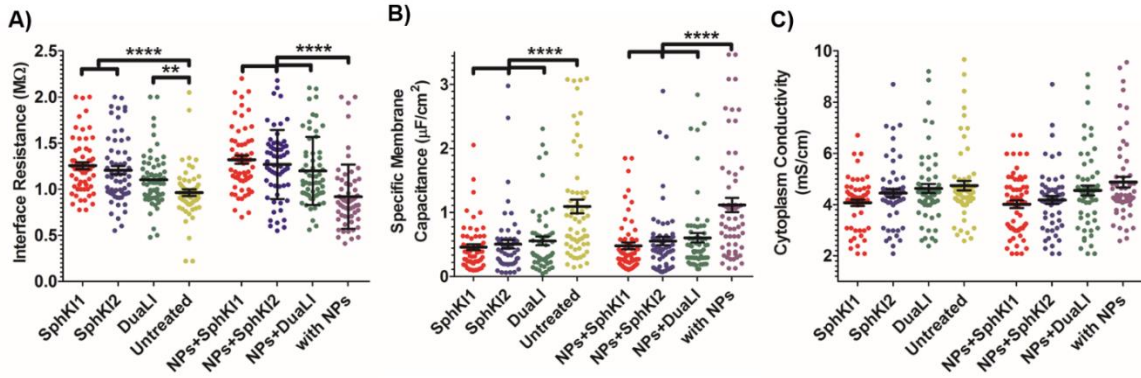 A)
Interface Resistance (MΩ)
2.5
2.0
1.5
1.0
0.5
0.0
****
**
****
SphKI1
SphKI2
DuaLI
Untreated
NPs+SphKI1
NPs+SphKI2
NPs+DuaLI
with NPs
B)
Specific Membrane
Capacitance (µF/cm²)
3
2
1
0
****
****
SphKI1
SphKI2
DuaLI
Untreated
NPs+SphKI1
NPs+SphKI2
NPs+DuaLI
with NPs
C)
Cytoplasm Conductivity
(mS/cm)
10
8
6
4
2
SphKI1
SphKI2
DuaLI
Untreated
NPs+SphKI1
NPs+SphKI2
NPs+DuaLI
with NPs